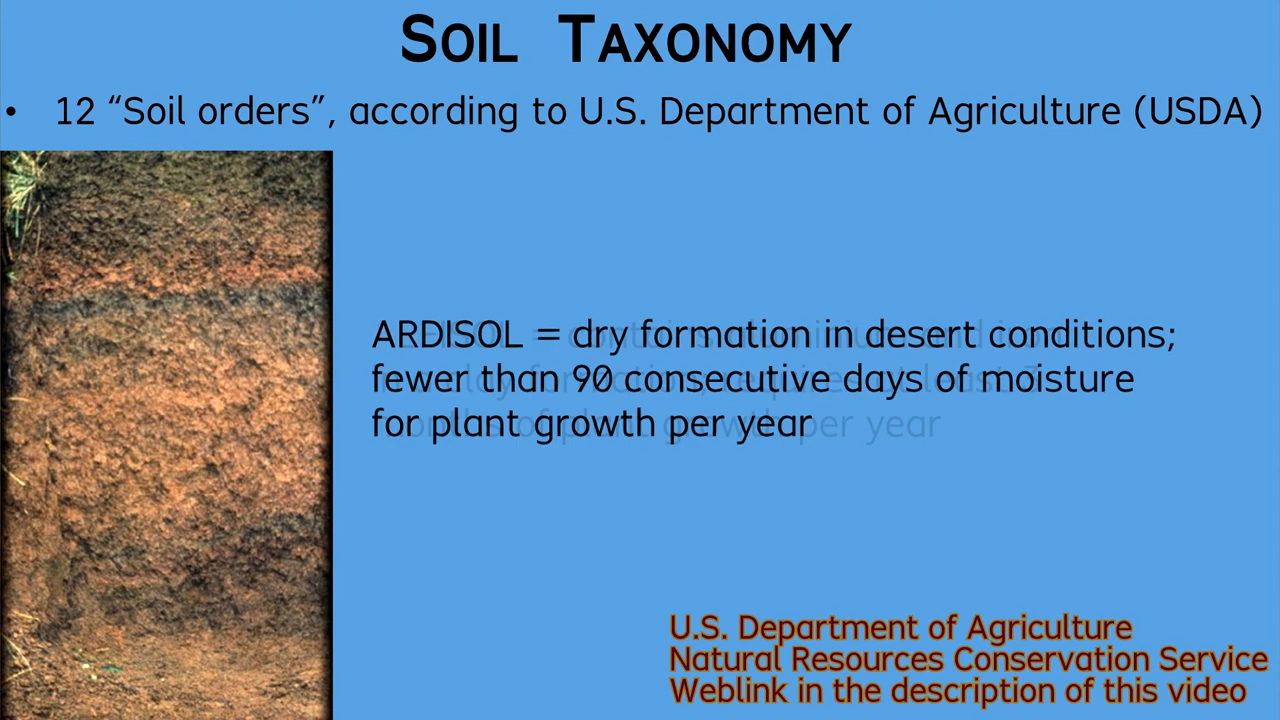 SOIL TAXONOMY
• 12 “Soil orders”, according to U.S. Department of Agriculture (USDA)
ARDISOL = dry formation in desert conditions;
fewer than 90 consecutive days of moisture
for plant growth per year
U.S. Department of Agriculture
Natural Resources Conservation Service
Weblink in the description of this video